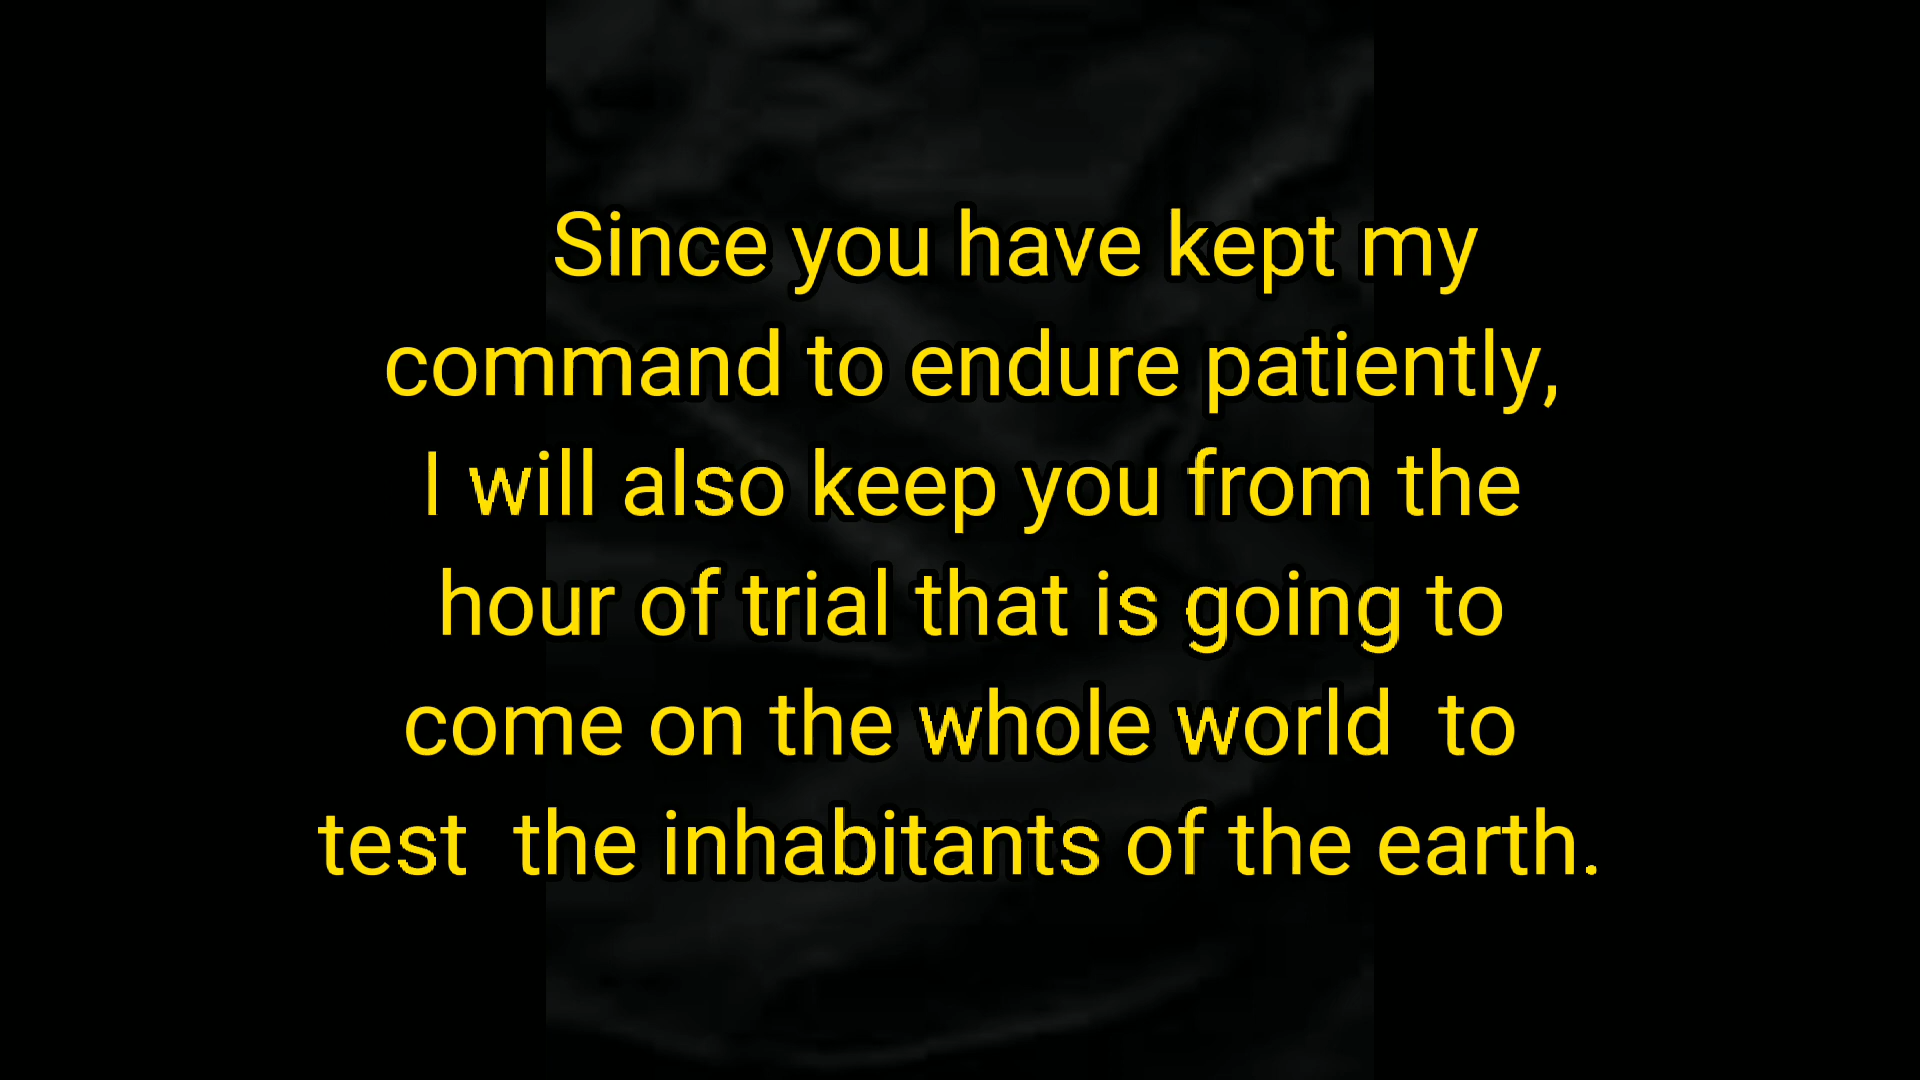 Since you have kept my
command to endure patiently,
I will also keep you from the
hour of trial that is going to
come on the whole world  to
test  the inhabitants of the earth.